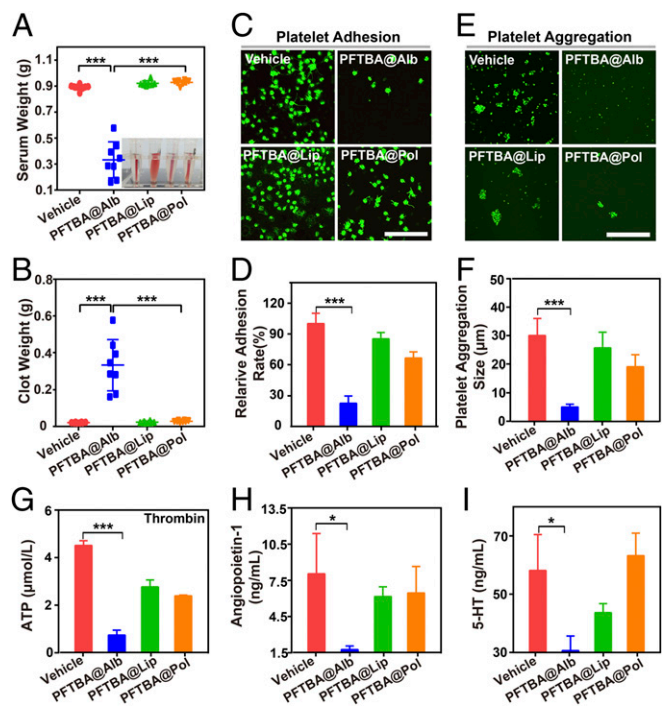 A
Serum Weight (g)
1.1
0.9
0.7
0.5
0.3
0.1
***
***
Vehicle
PFTBA@Alb
PFTBA@Lip
PFTBA@Pol
C
Platelet Adhesion
Vehicle
PFTBA@Alb
PFTBA@Lip
PFTBA@Pol
E
Platelet Aggregation
Vehicle
PFTBA@Alb
PFTBA@Lip
PFTBA@Pol
B
Clot Weight (g)
0.8
0.6
0.4
0.2
0.0
***
***
Vehicle
PFTBA@Alb
PFTBA@Lip
PFTBA@Pol
D
Relarive Adhesion
Rate(%)
120
90
60
30
0
***
Vehicle
PFTBA@Alb
PFTBA@Lip
PFTBA@Pol
F
Platelet Aggregation
Size (μm)
50
40
30
20
10
0
***
Vehicle
PFTBA@Alb
PFTBA@Lip
PFTBA@Pol
G
Thrombin
ATP (μmol/L)
6
4
2
0
***
Vehicle
PFTBA@Alb
PFTBA@Lip
PFTBA@Pol
H
Angiopoietin-1
(ng/mL)
13.5
10.5
7.5
4.5
1.5
*
Vehicle
PFTBA@Alb
PFTBA@Lip
PFTBA@Pol
I
5-HT (ng/mL)
70
50
30
*
Vehicle
PFTBA@Alb
PFTBA@Lip
PFTBA@Pol